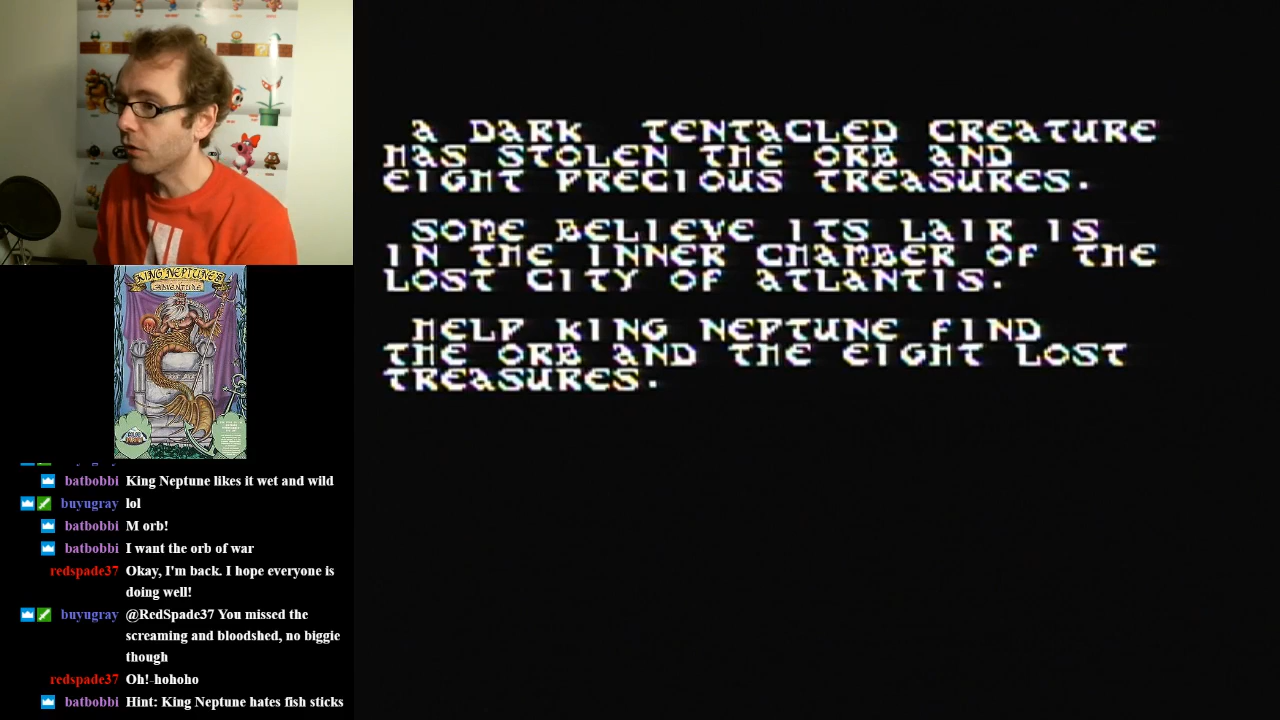 A DARK TENTACLED CREATURE
HAS STOLEN THE ORB AND
EIGHT PRECIOUS TREASURES.
SOME BELIEVE ITS LAIR IS
IN THE INNER CHAMBER OF THE
LOST CITY OF ATLANTIS.
HELP KING NEPTUNE FIND
THE ORB AND THE EIGHT LOST
TREASURES.
KING NEPTUNE'S
ADVENTURE
batbobbi King Neptune likes it wet and wild
buyugray lol
batbobbi M orb!
batbobbi I want the orb of war
redspade37 Okay, I'm back. I hope everyone is
doing well!
buyugray @RedSpade37 You missed the
screaming and bloodshed, no biggie
though
redspade37 Oh!-hohoho
batbobbi Hint: King Neptune hates fish sticks